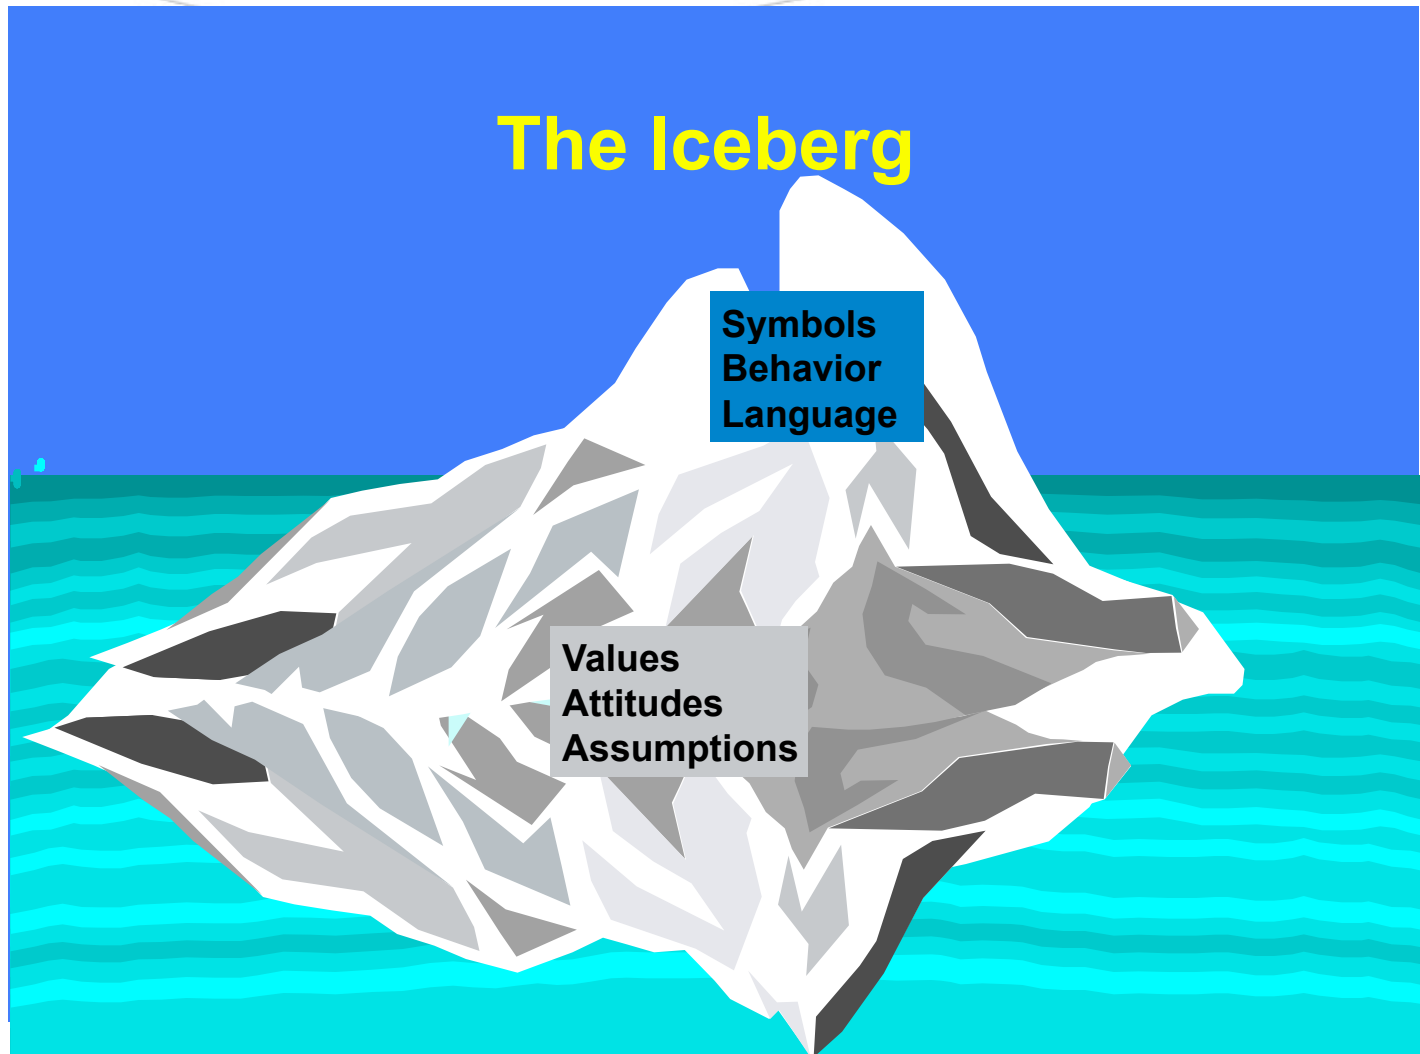 The Iceberg
Symbols
Behavior
Language
Values
Attitudes
Assumptions